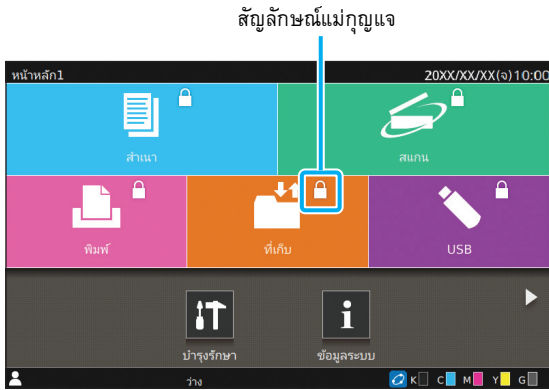 สัญลักษณ์แม่กุญแจ
หน้าหลัก1 20XX/XX/XX(จ)10:00
สำเนา สแกน
พิมพ์ ที่เก็บ USB
บำรุงรักษา ข้อมูลระบบ
ว่าง K C M Y G